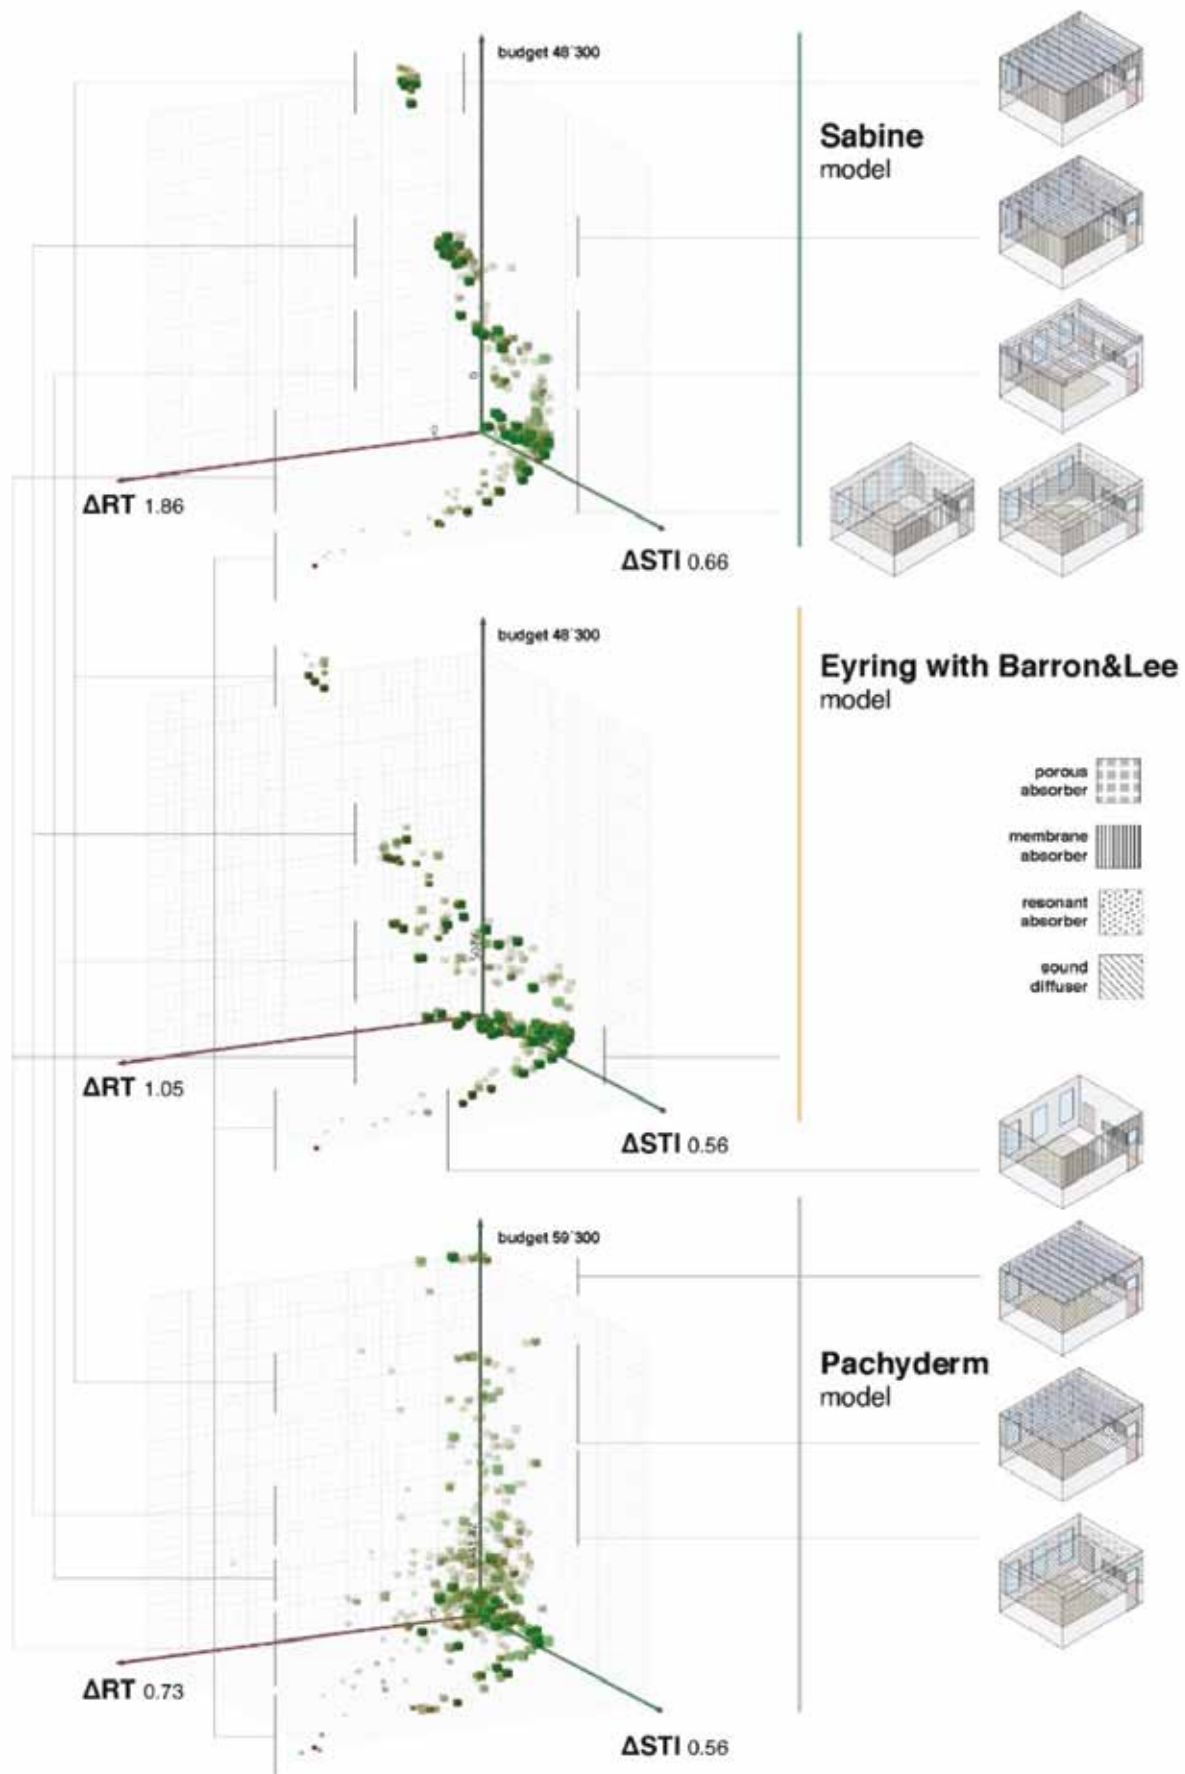 budget 48´300
Sabine
model
ΔRT 1.86
ΔSTI 0.66
budget 48´300
Eyring with Barron&Lee
model
porous
absorber
membrane
absorber
resonant
absorber
sound
diffuser
ΔRT 1.05
ΔSTI 0.56
budget 59´300
Pachyderm
model
ΔRT 0.73
ΔSTI 0.56